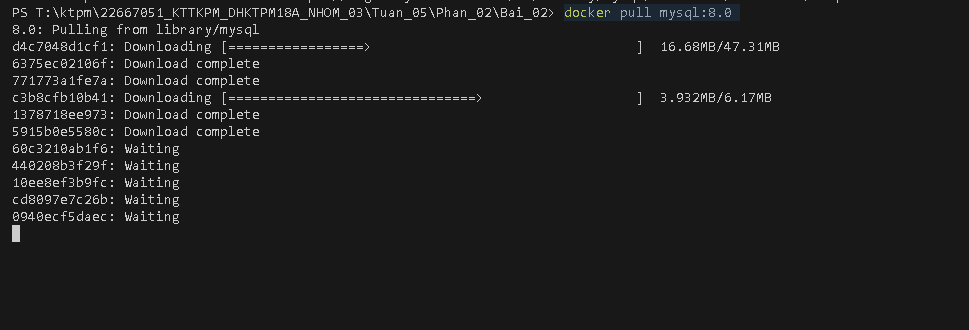 PS T:\ktpm\22667051_KTTKPM_DHKTPM18A_NHOM_03\Tuan_05\Phan_02\Bai_02> docker pull mysql:8.0
8.0: Pulling from library/mysql
d4c7048d1cf1: Downloading [=================>                                 ]  16.68MB/47.31MB
6375ec02106f: Download complete
771773a1fe7a: Download complete
c3b8cfb10b41: Downloading [===============================>                   ]  3.932MB/6.17MB
1378718ee973: Download complete
5915b0e5580c: Download complete
60c3210ab1f6: Waiting
440208b3f29f: Waiting
10ee8ef3b9fc: Waiting
cd8097e7c26b: Waiting
0940ecf5daec: Waiting